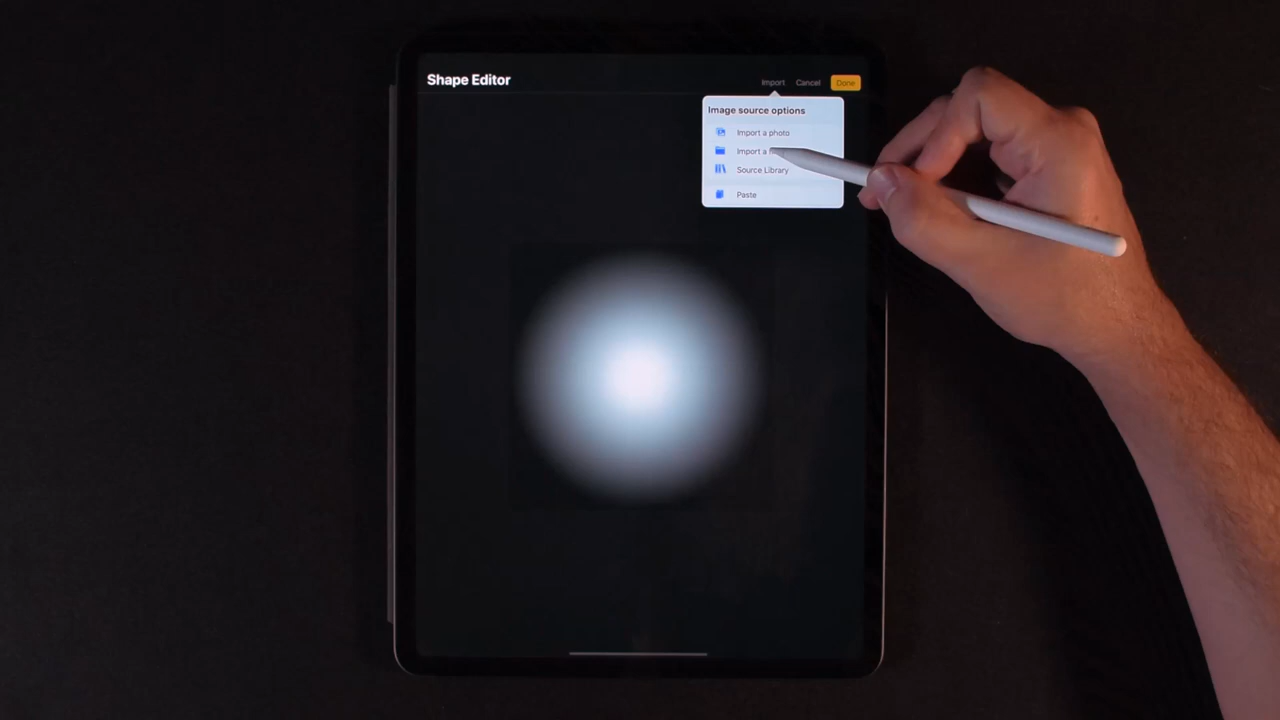 Shape Editor
Import Cancel Done
Image source options
Import a photo
Import a
Source Library
Paste